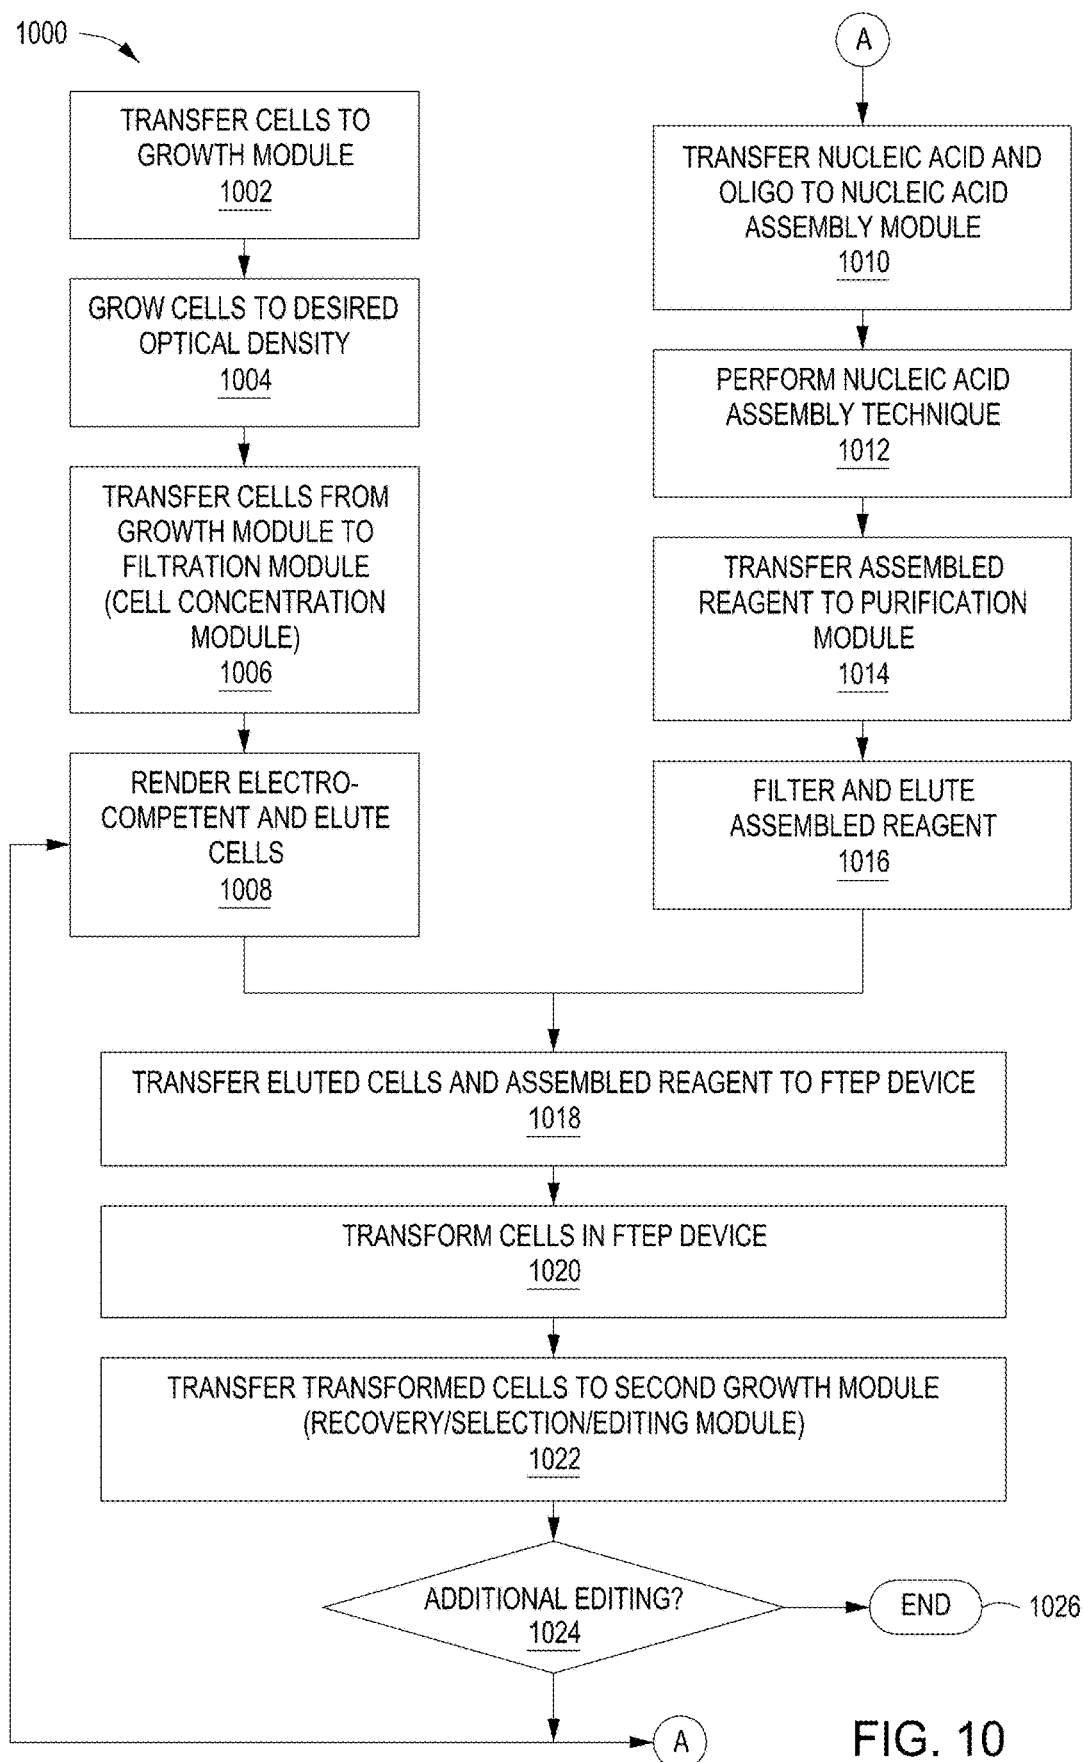 1000
TRANSFER CELLS TO
GROWTH MODULE
1002
GROW CELLS TO DESIRED
OPTICAL DENSITY
1004
TRANSFER CELLS FROM
GROWTH MODULE TO
FILTRATION MODULE
(CELL CONCENTRATION
MODULE)
1006
RENDER ELECTRO-
COMPETENT AND ELUTE
CELLS
1008
A
TRANSFER NUCLEIC ACID AND
OLIGO TO NUCLEIC ACID
ASSEMBLY MODULE
1010
PERFORM NUCLEIC ACID
ASSEMBLY TECHNIQUE
1012
TRANSFER ASSEMBLED
REAGENT TO PURIFICATION
MODULE
1014
FILTER AND ELUTE
ASSEMBLED REAGENT
1016
TRANSFER ELUTED CELLS AND ASSEMBLED REAGENT TO FTEP DEVICE
1018
TRANSFORM CELLS IN FTEP DEVICE
1020
TRANSFER TRANSFORMED CELLS TO SECOND GROWTH MODULE
(RECOVERY/SELECTION/EDITING MODULE)
1022
ADDITIONAL EDITING?
1024
END
1026
A
FIG. 10